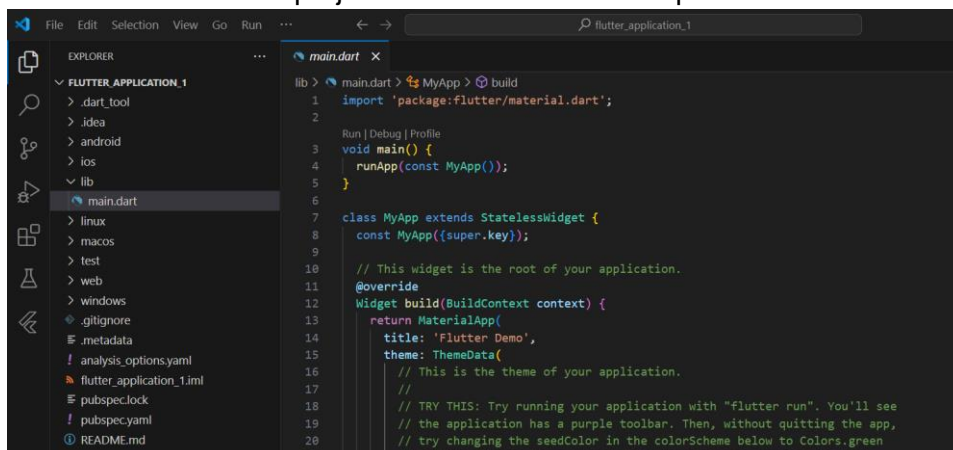 File Edit Selection View Go Run ... flutter_application_1
EXPLORER ...
FLUTTER_APPLICATION_1
> .dart_tool
> .idea
> android
> ios
lib
main.dart
> linux
> macos
> test
> web
> windows
.gitignore
.metadata
analysis_options.yaml
flutter_application_1.iml
pubspec.lock
pubspec.yaml
README.md
main.dart
lib > main.dart > MyApp > build
1 import 'package:flutter/material.dart';
2
Run | Debug | Profile
3 void main() {
4 runApp(const MyApp());
5 }
6
7 class MyApp extends StatelessWidget {
8 const MyApp({super.key});
9
10 // This widget is the root of your application.
11 @override
12 Widget build(BuildContext context) {
13 return MaterialApp(
14 title: 'Flutter Demo',
15 theme: ThemeData(
16 // This is the theme of your application.
17 //
18 // TRY THIS: Try running your application with "flutter run". You'll see
19 // the application has a purple toolbar. Then, without quitting the app,
20 // try changing the seedColor in the colorScheme below to Colors.green